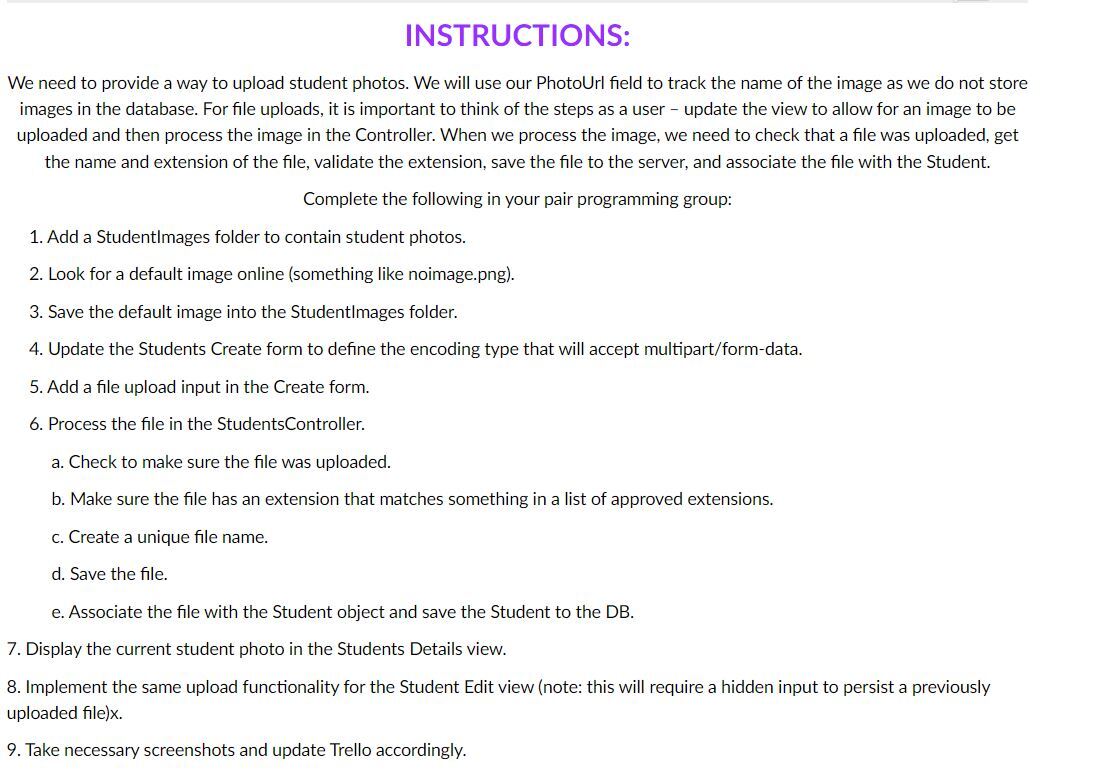 INSTRUCTIONS:
We need to provide a way to upload student photos. We will use our PhotoUrl field to track the name of the image as we do not store
images in the database. For file uploads, it is important to think of the steps as a user – update the view to allow for an image to be
uploaded and then process the image in the Controller. When we process the image, we need to check that a file was uploaded, get
the name and extension of the file, validate the extension, save the file to the server, and associate the file with the Student.
Complete the following in your pair programming group:
1. Add a StudentImages folder to contain student photos.
2. Look for a default image online (something like noimage.png).
3. Save the default image into the StudentImages folder.
4. Update the Students Create form to define the encoding type that will accept multipart/form-data.
5. Add a file upload input in the Create form.
6. Process the file in the StudentsController.
a. Check to make sure the file was uploaded.
b. Make sure the file has an extension that matches something in a list of approved extensions.
c. Create a unique file name.
d. Save the file.
e. Associate the file with the Student object and save the Student to the DB.
7. Display the current student photo in the Students Details view.
8. Implement the same upload functionality for the Student Edit view (note: this will require a hidden input to persist a previously
uploaded file)x.
9. Take necessary screenshots and update Trello accordingly.